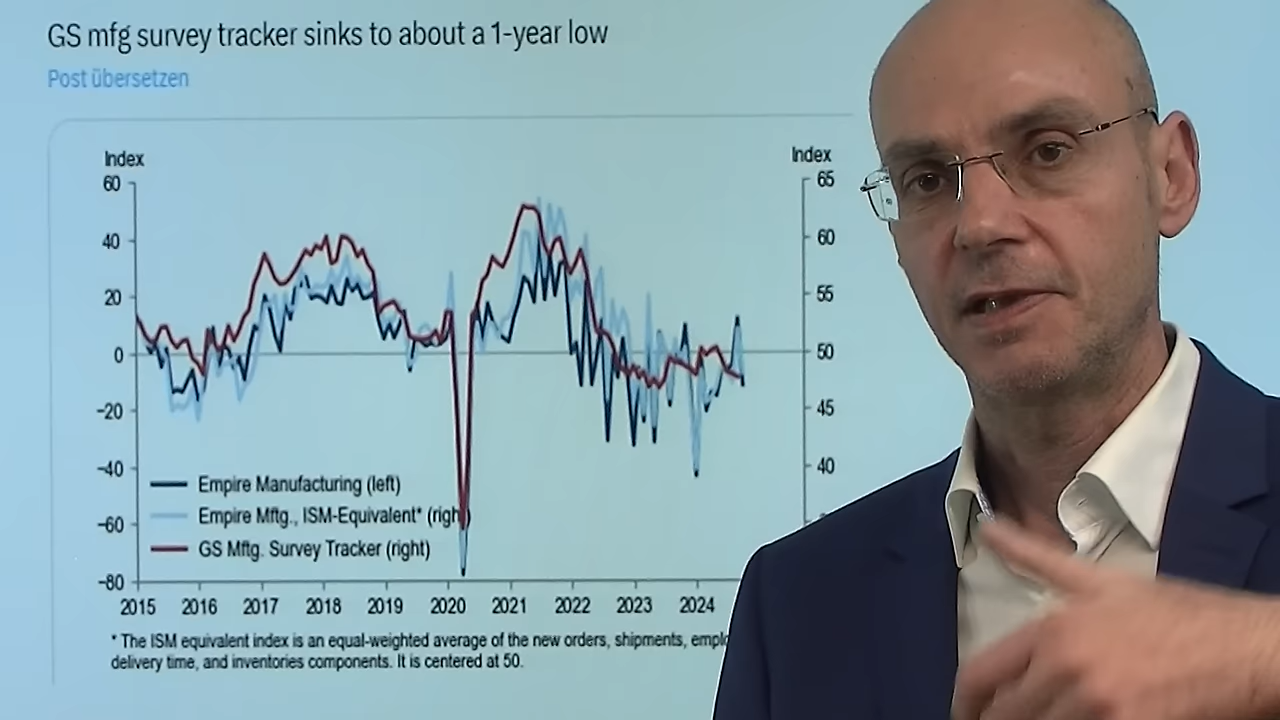 GS mfg survey tracker sinks to about a 1-year low
Post übersetzen
Index
Index
60
65
40
60
20
55
0
50
-20
45
-40
40
-60
-80
Empire Manufacturing (left)
Empire Mftg., ISM-Equivalent* (right)
GS Mftg. Survey Tracker (right)
2015 2016 2017 2018 2019 2020 2021 2022 2023 2024
* The ISM equivalent index is an equal-weighted average of the new orders, shipments,
delivery time, and inventories components. It is centered at 50.